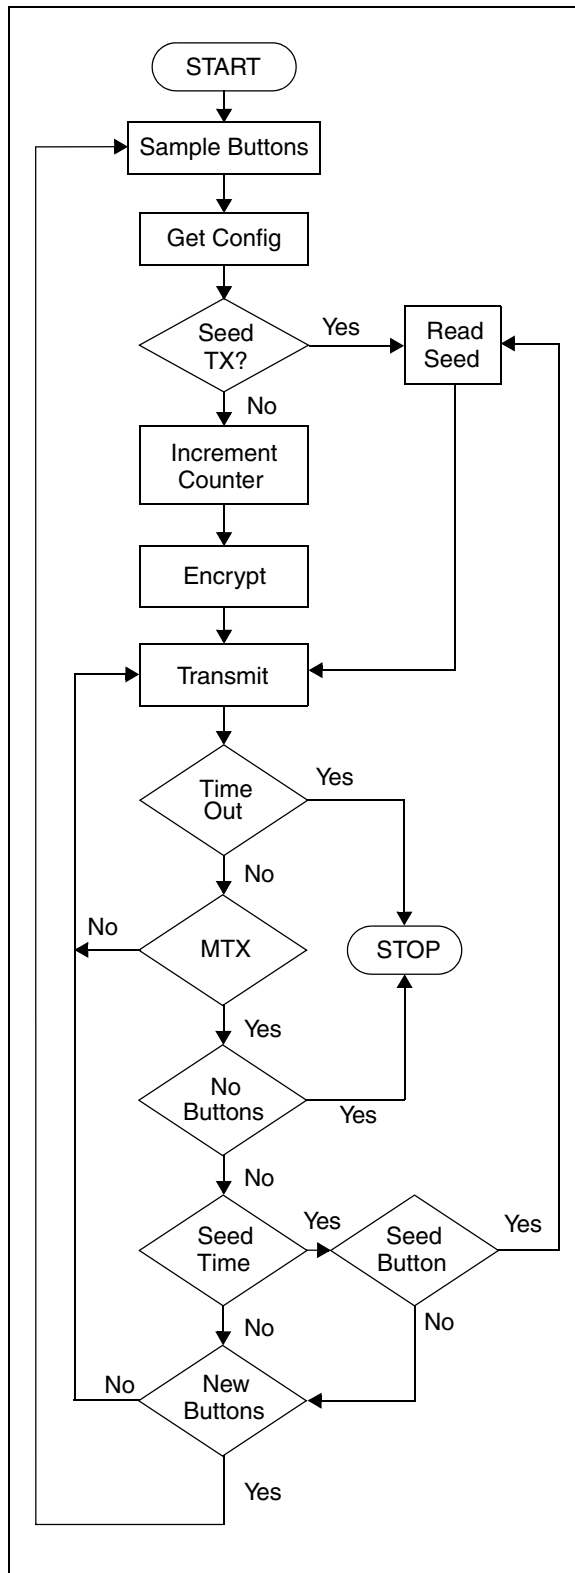 START
Sample Buttons
Get Config
Seed
TX?
Yes
Read
Seed
No
Increment
Counter
Encrypt
Transmit
Time
Out
Yes
No
No
MTX
STOP
Yes
No
Buttons
Yes
No
Seed
Time
Yes
Seed
Button
Yes
No
No
No
New
Buttons
Yes